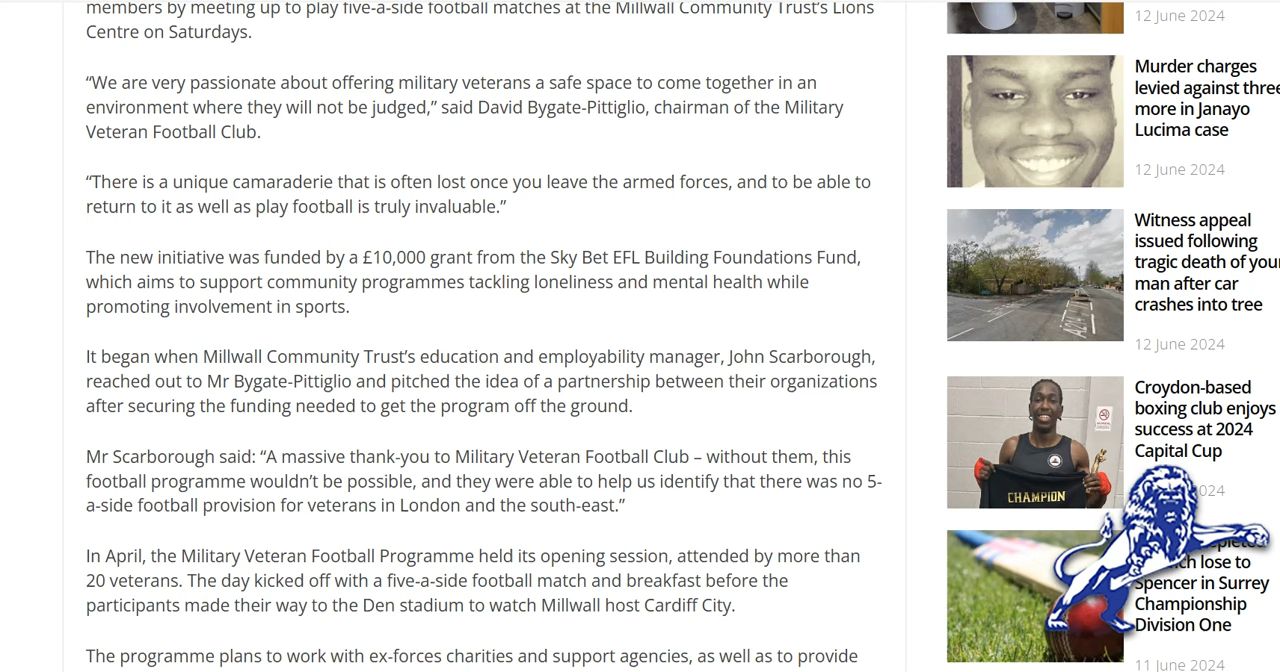 members by meeting up to play five-a-side football matches at the Millwall Community Trust's Lions
Centre on Saturdays.
“We are very passionate about offering military veterans a safe space to come together in an
environment where they will not be judged,” said David Bygate-Pittiglio, chairman of the Military
Veteran Football Club.
“There is a unique camaraderie that is often lost once you leave the armed forces, and to be able to
return to it as well as play football is truly invaluable.”
The new initiative was funded by a £10,000 grant from the Sky Bet EFL Building Foundations Fund,
which aims to support community programmes tackling loneliness and mental health while
promoting involvement in sports.
It began when Millwall Community Trust’s education and employability manager, John Scarborough,
reached out to Mr Bygate-Pittiglio and pitched the idea of a partnership between their organizations
after securing the funding needed to get the program off the ground.
Mr Scarborough said: “A massive thank-you to Military Veteran Football Club – without them, this
football programme wouldn’t be possible, and they were able to help us identify that there was no 5-
a-side football provision for veterans in London and the south-east.”
In April, the Military Veteran Football Programme held its opening session, attended by more than
20 veterans. The day kicked off with a five-a-side football match and breakfast before the
participants made their way to the Den stadium to watch Millwall host Cardiff City.
The programme plans to work with ex-forces charities and support agencies, as well as to provide
12 June 2024
Murder charges
levied against three
more in Janayo
Lucima case
12 June 2024
Witness appeal
issued following
tragic death of
man after car
crashes into tree
12 June 2024
Croydon-based
boxing club enjoys
success at 2024
Capital Cup
2024
CHAMPION
lose to
Spencer in Surrey
Championship
Division One
11 June 2024